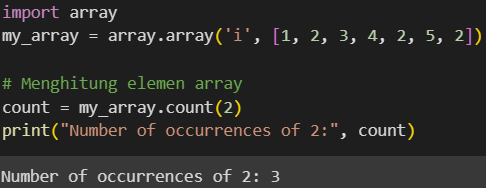 import array
my_array = array.array('i', [1, 2, 3, 4, 2, 5, 2])
# Menghitung elemen array
count = my_array.count(2)
print("Number of occurrences of 2:", count)
Number of occurrences of 2: 3